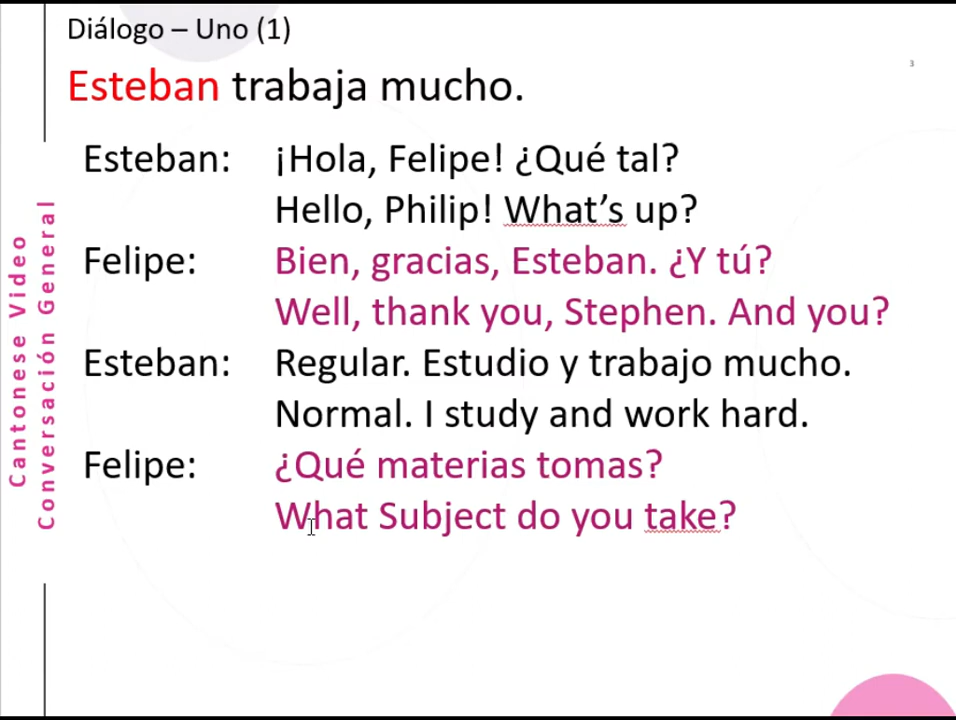 Diálogo – Uno (1)
3
Esteban trabaja mucho.
Esteban: ¡Hola, Felipe! ¿Qué tal?
Hello, Philip! What's up?
Felipe: Bien, gracias, Esteban. ¿Y tú?
Well, thank you, Stephen. And you?
Esteban: Regular. Estudio y trabajo mucho.
Normal. I study and work hard.
Felipe: ¿Qué materias tomas?
What Subject do you take?
Cantonese Video
Conversación General